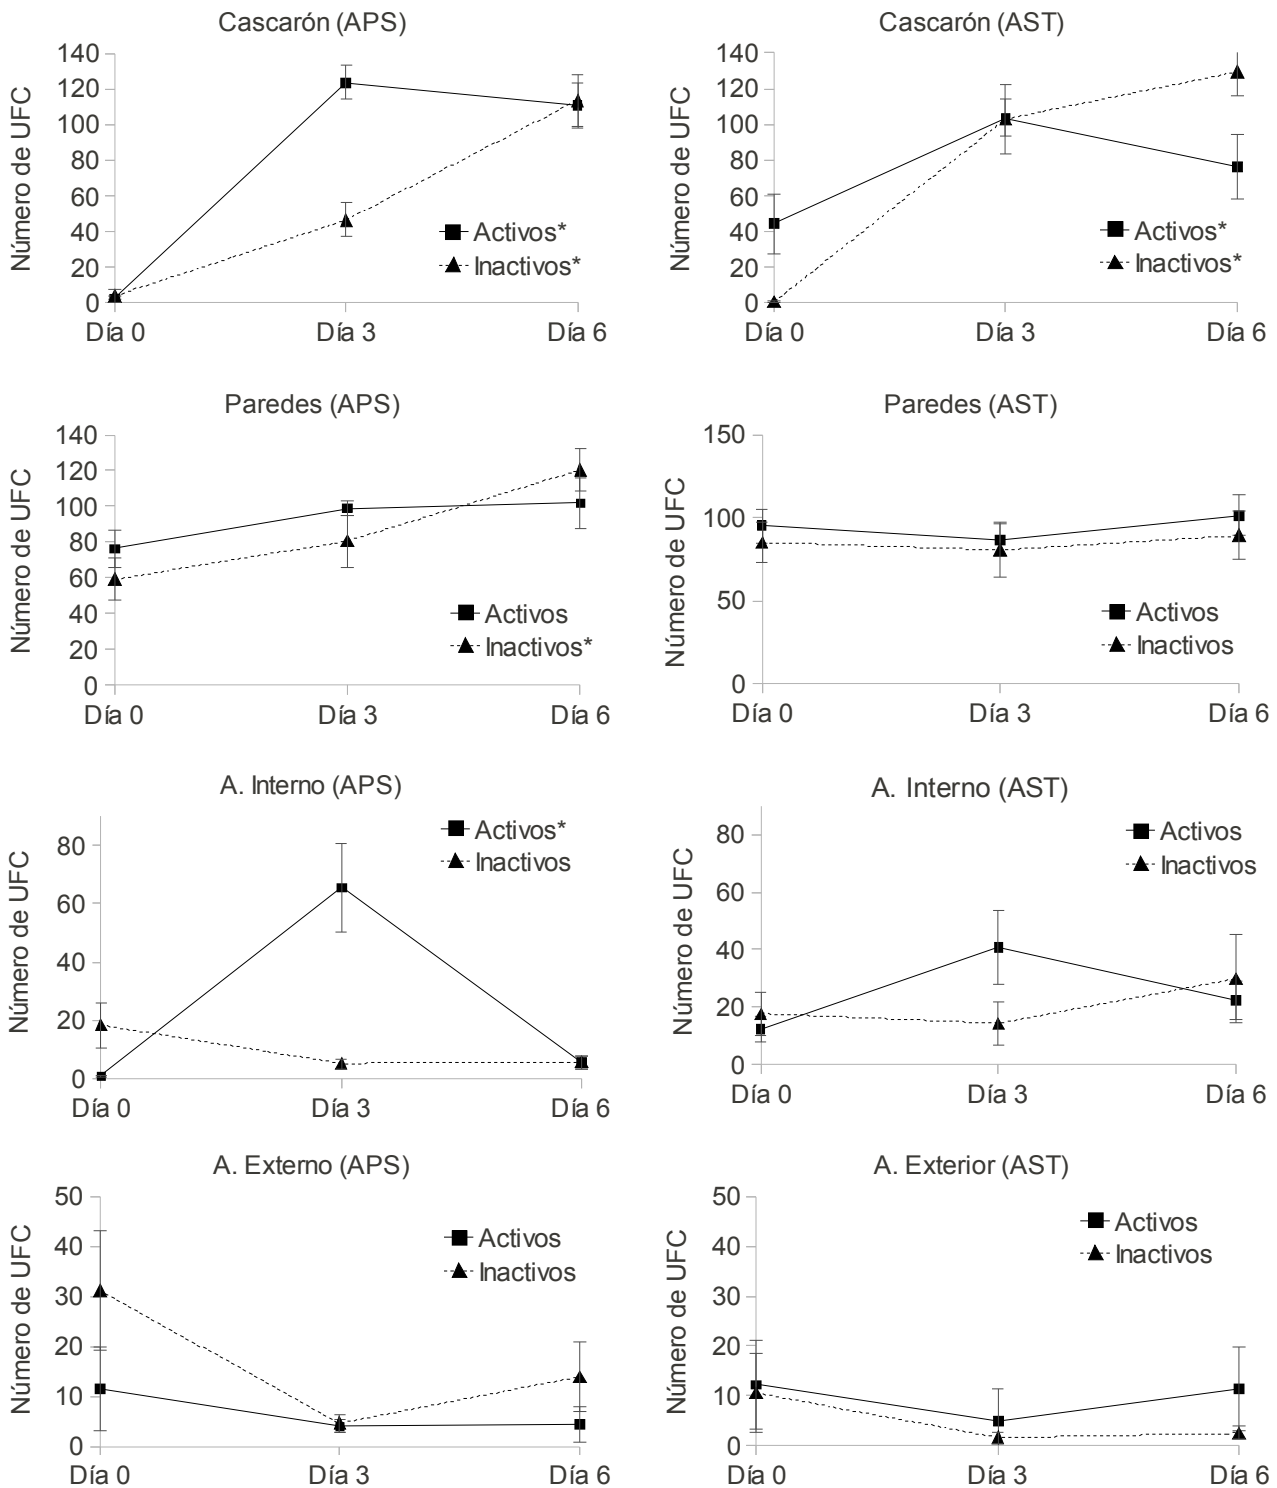 Cascarón (APS)
Número de UFC
140
120
100
80
60
40
20
0
Activos*
Inactivos*
Día 0
Día 3
Día 6
Cascarón (AST)
Número de UFC
140
120
100
80
60
40
20
0
Activos*
Inactivos*
Día 0
Día 3
Día 6
Paredes (APS)
Número de UFC
140
120
100
80
60
40
20
0
Activos
Inactivos*
Día 0
Día 3
Día 6
Paredes (AST)
Número de UFC
150
100
50
0
Activos
Inactivos
Día 0
Día 3
Día 6
A. Interno (APS)
Número de UFC
80
60
40
20
0
Activos*
Inactivos
Día 0
Día 3
Día 6
A. Interno (AST)
Número de UFC
80
60
40
20
0
Activos
Inactivos
Día 0
Día 3
Día 6
A. Externo (APS)
Número de UFC
50
40
30
20
10
0
Activos
Inactivos
Día 0
Día 3
Día 6
A. Exterior (AST)
Número de UFC
50
40
30
20
10
0
Activos
Inactivos
Día 0
Día 3
Día 6